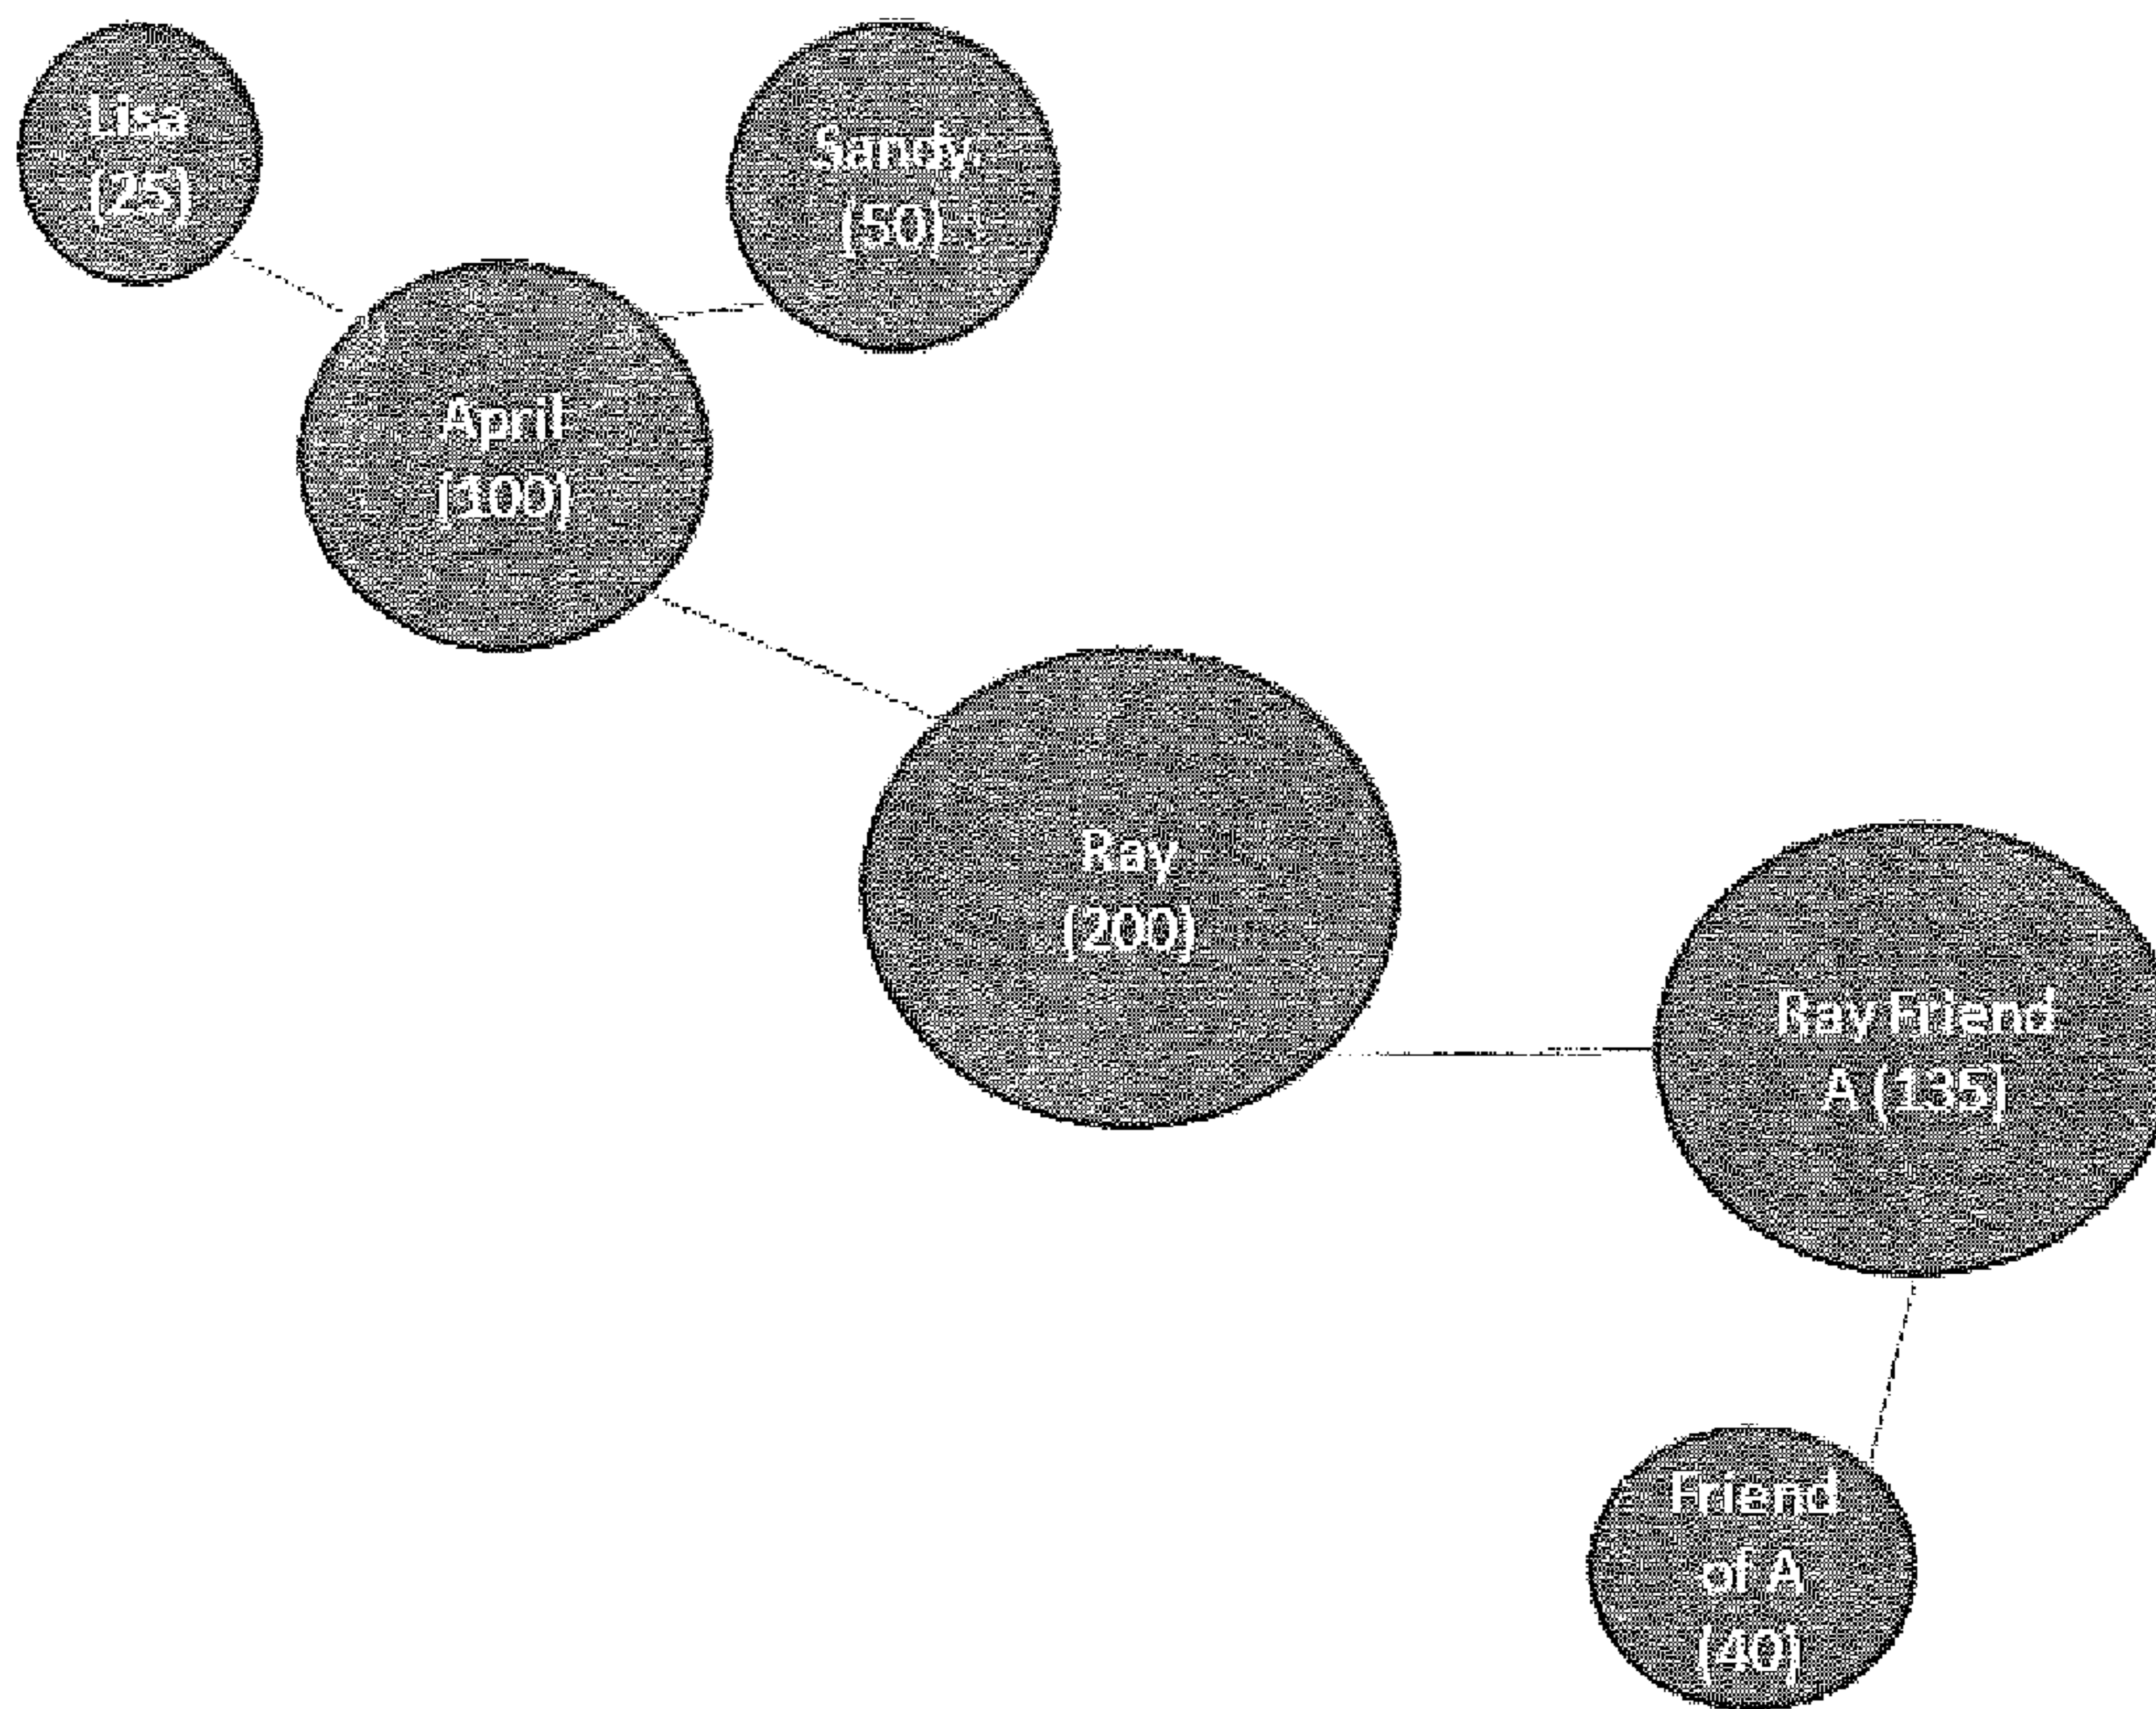 Lisa
(25)
Sandy
(50)
April
(100)
Ray
(200)
Ray Friend
A (135)
Friend
of A
(40)